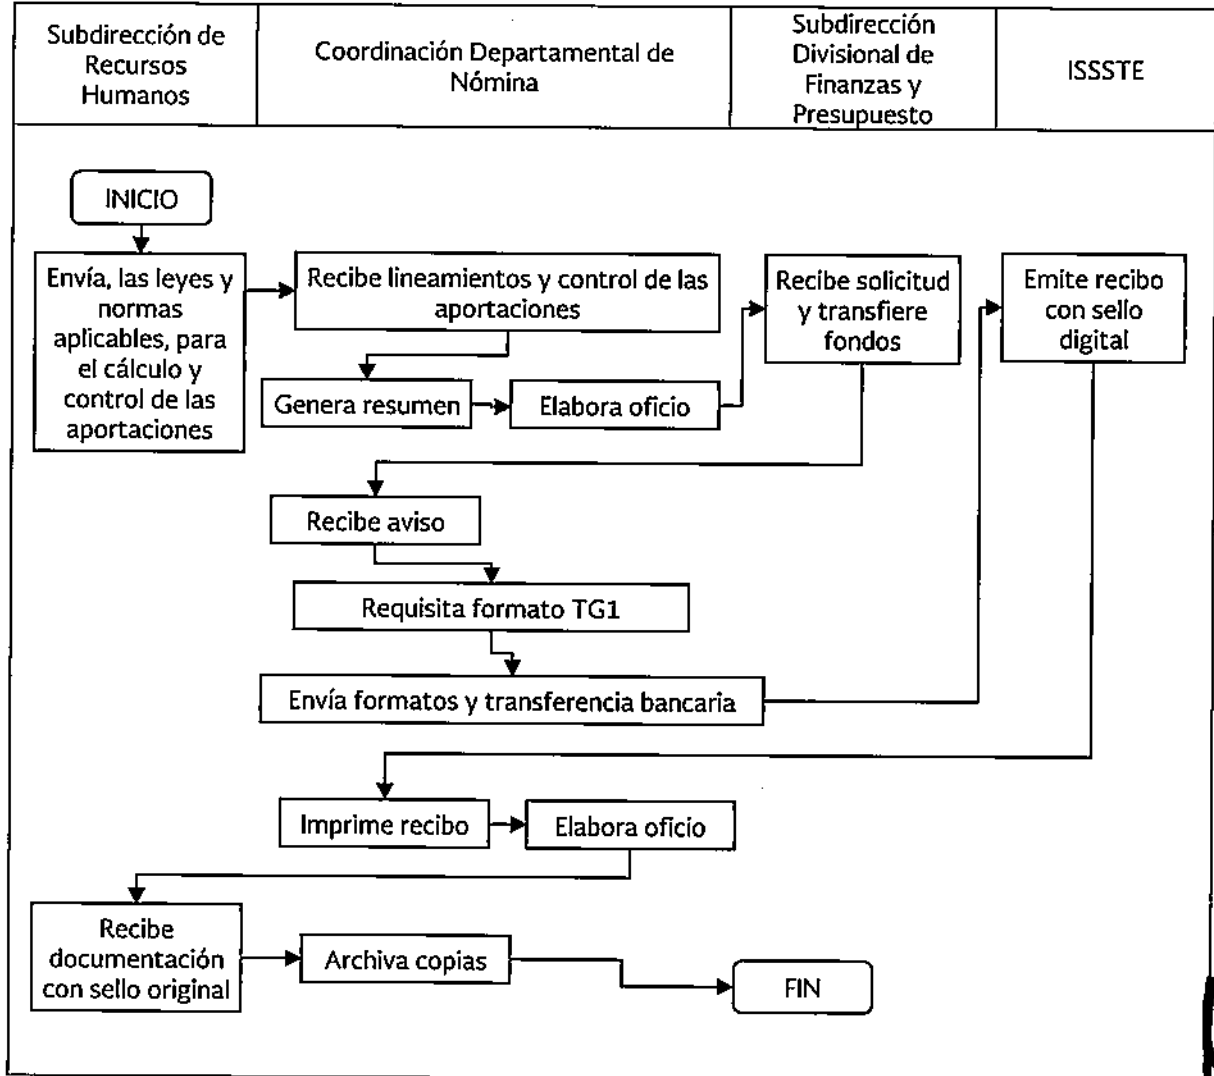 Subdirección de
Recursos
Humanos
Coordinación Departamental de
Nómina
Subdirección
Divisional de
Finanzas y
Presupuesto
ISSSTE
INICIO
Envía, las leyes y
normas
aplicables, para
el cálculo y
control de las
aportaciones
Recibe lineamientos y control de las
aportaciones
Genera resumen
Elabora oficio
Recibe solicitud
y transfiere
fondos
Recibe aviso
Requisita formato TG1
Envía formatos y transferencia bancaria
Emite recibo
con sello
digital
Imprime recibo
Elabora oficio
Recibe
documentación
con sello original
Archiva copias
FIN